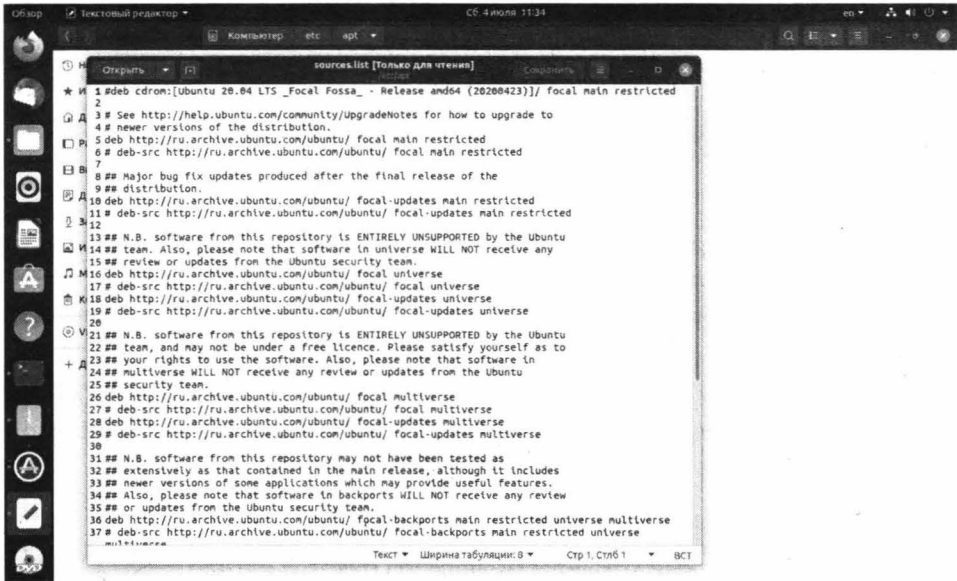 Обзор Текстовый редактор Сб, 4 июля 11:34 en
Компьютер etc apt
Открыть sources.list [Только для чтения] Сохранить
/etc/apt
1 #deb cdrom:[Ubuntu 20.04 LTS _Focal Fossa_ - Release amd64 (20200423)]/ focal main restricted
2
3 # See http://help.ubuntu.com/community/UpgradeNotes for how to upgrade to
4 # newer versions of the distribution.
5 deb http://ru.archive.ubuntu.com/ubuntu/ focal main restricted
6 # deb-src http://ru.archive.ubuntu.com/ubuntu/ focal main restricted
7
8 ## Major bug fix updates produced after the final release of the
9 ## distribution.
10 deb http://ru.archive.ubuntu.com/ubuntu/ focal-updates main restricted
11 # deb-src http://ru.archive.ubuntu.com/ubuntu/ focal-updates main restricted
12
13 ## N.B. software from this repository is ENTIRELY UNSUPPORTED by the Ubuntu
14 ## team. Also, please note that software in universe WILL NOT receive any
15 ## review or updates from the Ubuntu security team.
16 deb http://ru.archive.ubuntu.com/ubuntu/ focal universe
17 # deb-src http://ru.archive.ubuntu.com/ubuntu/ focal universe
18 deb http://ru.archive.ubuntu.com/ubuntu/ focal-updates universe
19 # deb-src http://ru.archive.ubuntu.com/ubuntu/ focal-updates universe
20
21 ## N.B. software from this repository is ENTIRELY UNSUPPORTED by the Ubuntu
22 ## team, and may not be under a free licence. Please satisfy yourself as to
23 ## your rights to use the software. Also, please note that software in
24 ## multiverse WILL NOT receive any review or updates from the Ubuntu
25 ## security team.
26 deb http://ru.archive.ubuntu.com/ubuntu/ focal multiverse
27 # deb-src http://ru.archive.ubuntu.com/ubuntu/ focal multiverse
28 deb http://ru.archive.ubuntu.com/ubuntu/ focal-updates multiverse
29 # deb-src http://ru.archive.ubuntu.com/ubuntu/ focal-updates multiverse
30
31 ## N.B. software from this repository may not have been tested as
32 ## extensively as that contained in the main release, although it includes
33 ## newer versions of some applications which may provide useful features.
34 ## Also, please note that software in backports WILL NOT receive any review
35 ## or updates from the Ubuntu security team.
36 deb http://ru.archive.ubuntu.com/ubuntu/ focal-backports main restricted universe multiverse
37 # deb-src http://ru.archive.ubuntu.com/ubuntu/ focal-backports main restricted universe
multiverse
Текст Ширина табуляции: 8 Стр 1, Стлб 1 ВСТ